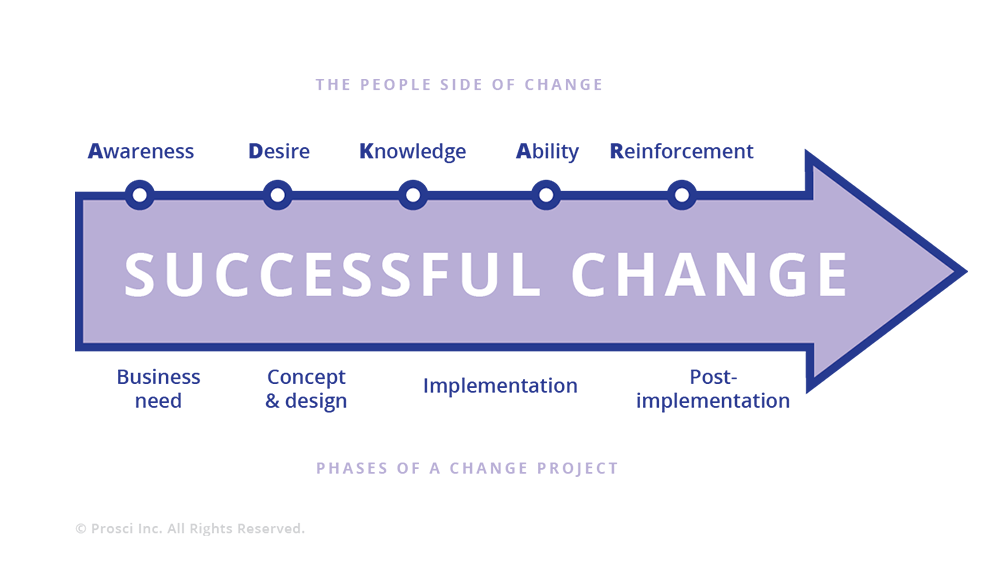 THE PEOPLE SIDE OF CHANGE
Awareness Desire Knowledge Ability Reinforcement
SUCCESSFUL CHANGE
Business need
Concept & design
Implementation
Post-implementation
PHASES OF A CHANGE PROJECT
© Prosci Inc. All Rights Reserved.